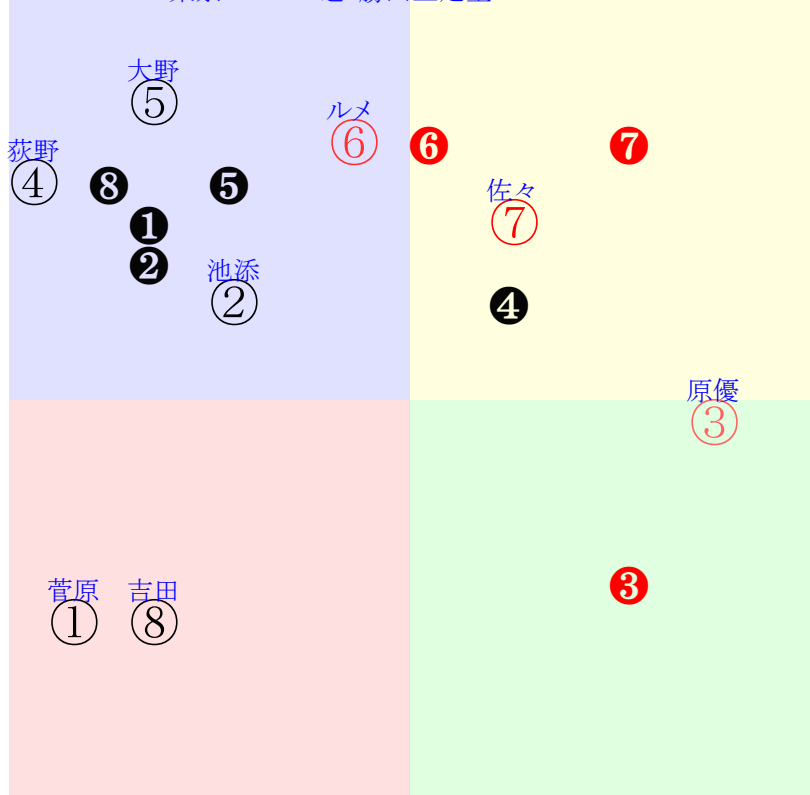 大野
⑤
ルメ
⑥
❻
❼
荻野
④
❽
❺
佐々
⑦
❶
❷
池添
②
❹
原優
③
❸
菅原
①
吉田
⑧